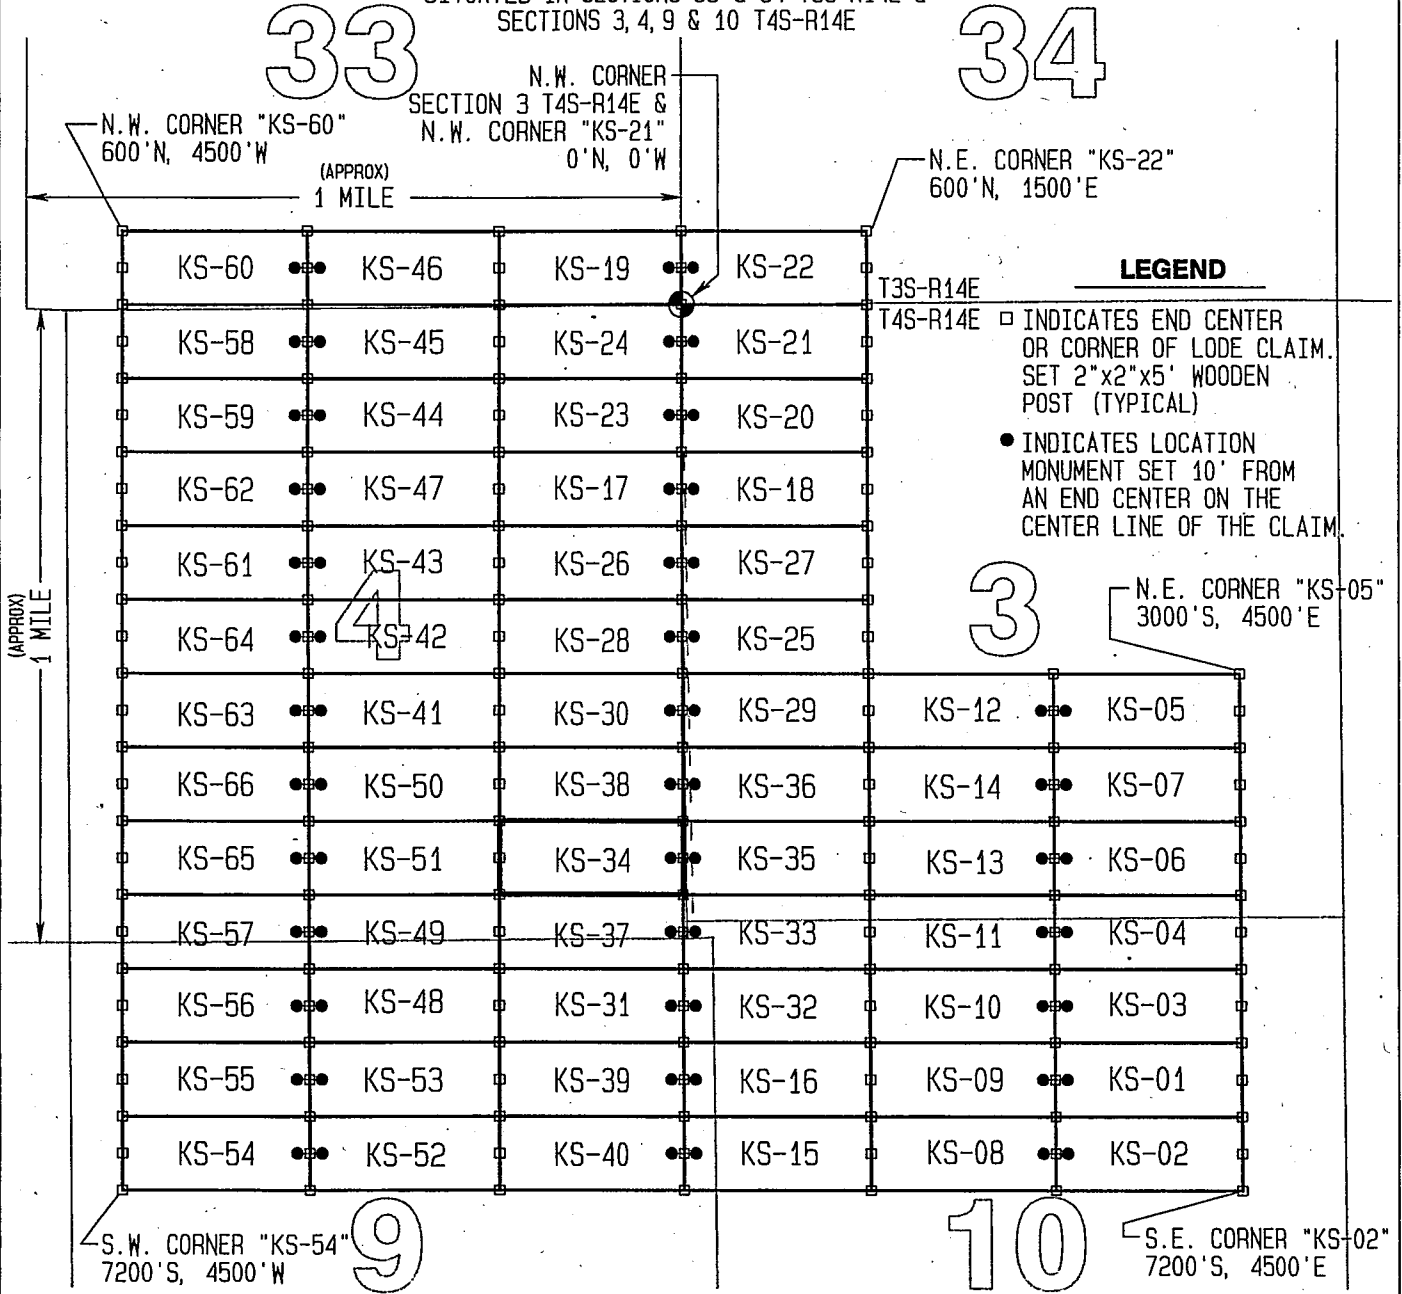 SITUATED IN SECTIONS 33 & 34 T3S-R14E &
SECTIONS 3, 4, 9 & 10 T4S-R14E
33
34
N.W. CORNER
SECTION 3 T4S-R14E &
N.W. CORNER "KS-21"
0'N, 0'W
N.W. CORNER "KS-60"
600'N, 4500'W
(APPROX)
1 MILE
N.E. CORNER "KS-22"
600'N, 1500'E
KS-60 KS-46 KS-19 KS-22
LEGEND
T3S-R14E
T4S-R14E
INDICATES END CENTER
OR CORNER OF LODE CLAIM.
SET 2"x2"x5' WOODEN
POST (TYPICAL)
INDICATES LOCATION
MONUMENT SET 10' FROM
AN END CENTER ON THE
CENTER LINE OF THE CLAIM.
KS-58 KS-45 KS-24 KS-21
KS-59 KS-44 KS-23 KS-20
KS-62 KS-47 KS-17 KS-18
KS-61 KS-43 KS-26 KS-27
4
3
N.E. CORNER "KS-05"
3000'S, 4500'E
(APPROX)
1 MILE
KS-64 KS-42 KS-28 KS-25
KS-63 KS-41 KS-30 KS-29 KS-12 KS-05
KS-66 KS-50 KS-38 KS-36 KS-14 KS-07
KS-65 KS-51 KS-34 KS-35 KS-13 KS-06
KS-57 KS-49 KS-37 KS-33 KS-11 KS-04
KS-56 KS-48 KS-31 KS-32 KS-10 KS-03
KS-55 KS-53 KS-39 KS-16 KS-09 KS-01
KS-54 KS-52 KS-40 KS-15 KS-08 KS-02
S.W. CORNER "KS-54"
7200'S, 4500'W
9
10
S.E. CORNER "KS-02"
7200'S, 4500'E